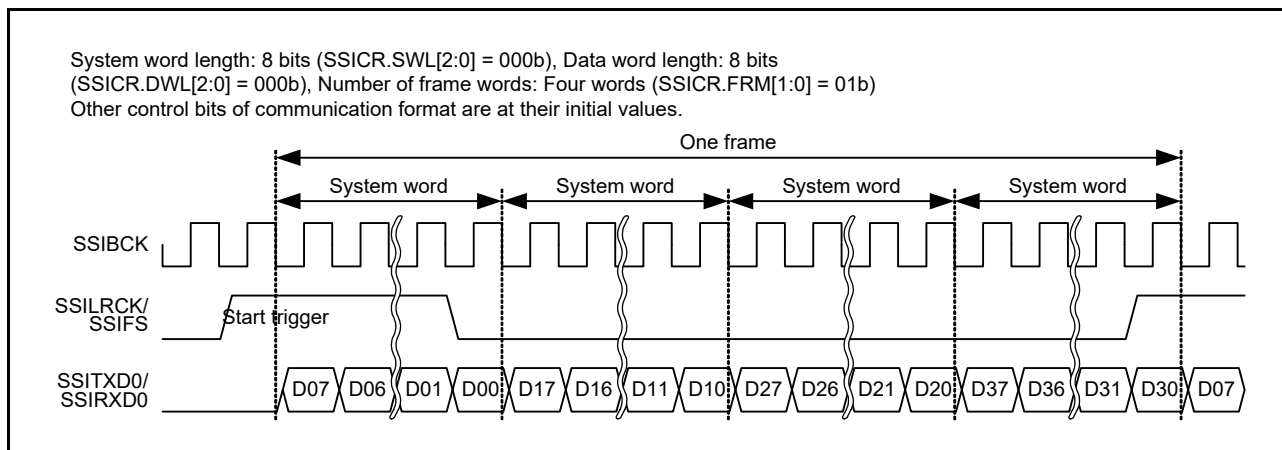 System word length: 8 bits (SSICR.SWL[2:0] = 000b), Data word length: 8 bits
(SSICR.DWL[2:0] = 000b), Number of frame words: Four words (SSICR.FRM[1:0] = 01b)
Other control bits of communication format are at their initial values.
One frame
System word System word System word System word
SSIBCK
SSILRCK/
SSIFS
Start trigger
SSITXD0/
SSIRXD0
D07 D06 D01 D00 D17 D16 D11 D10 D27 D26 D21 D20 D37 D36 D31 D30 D07